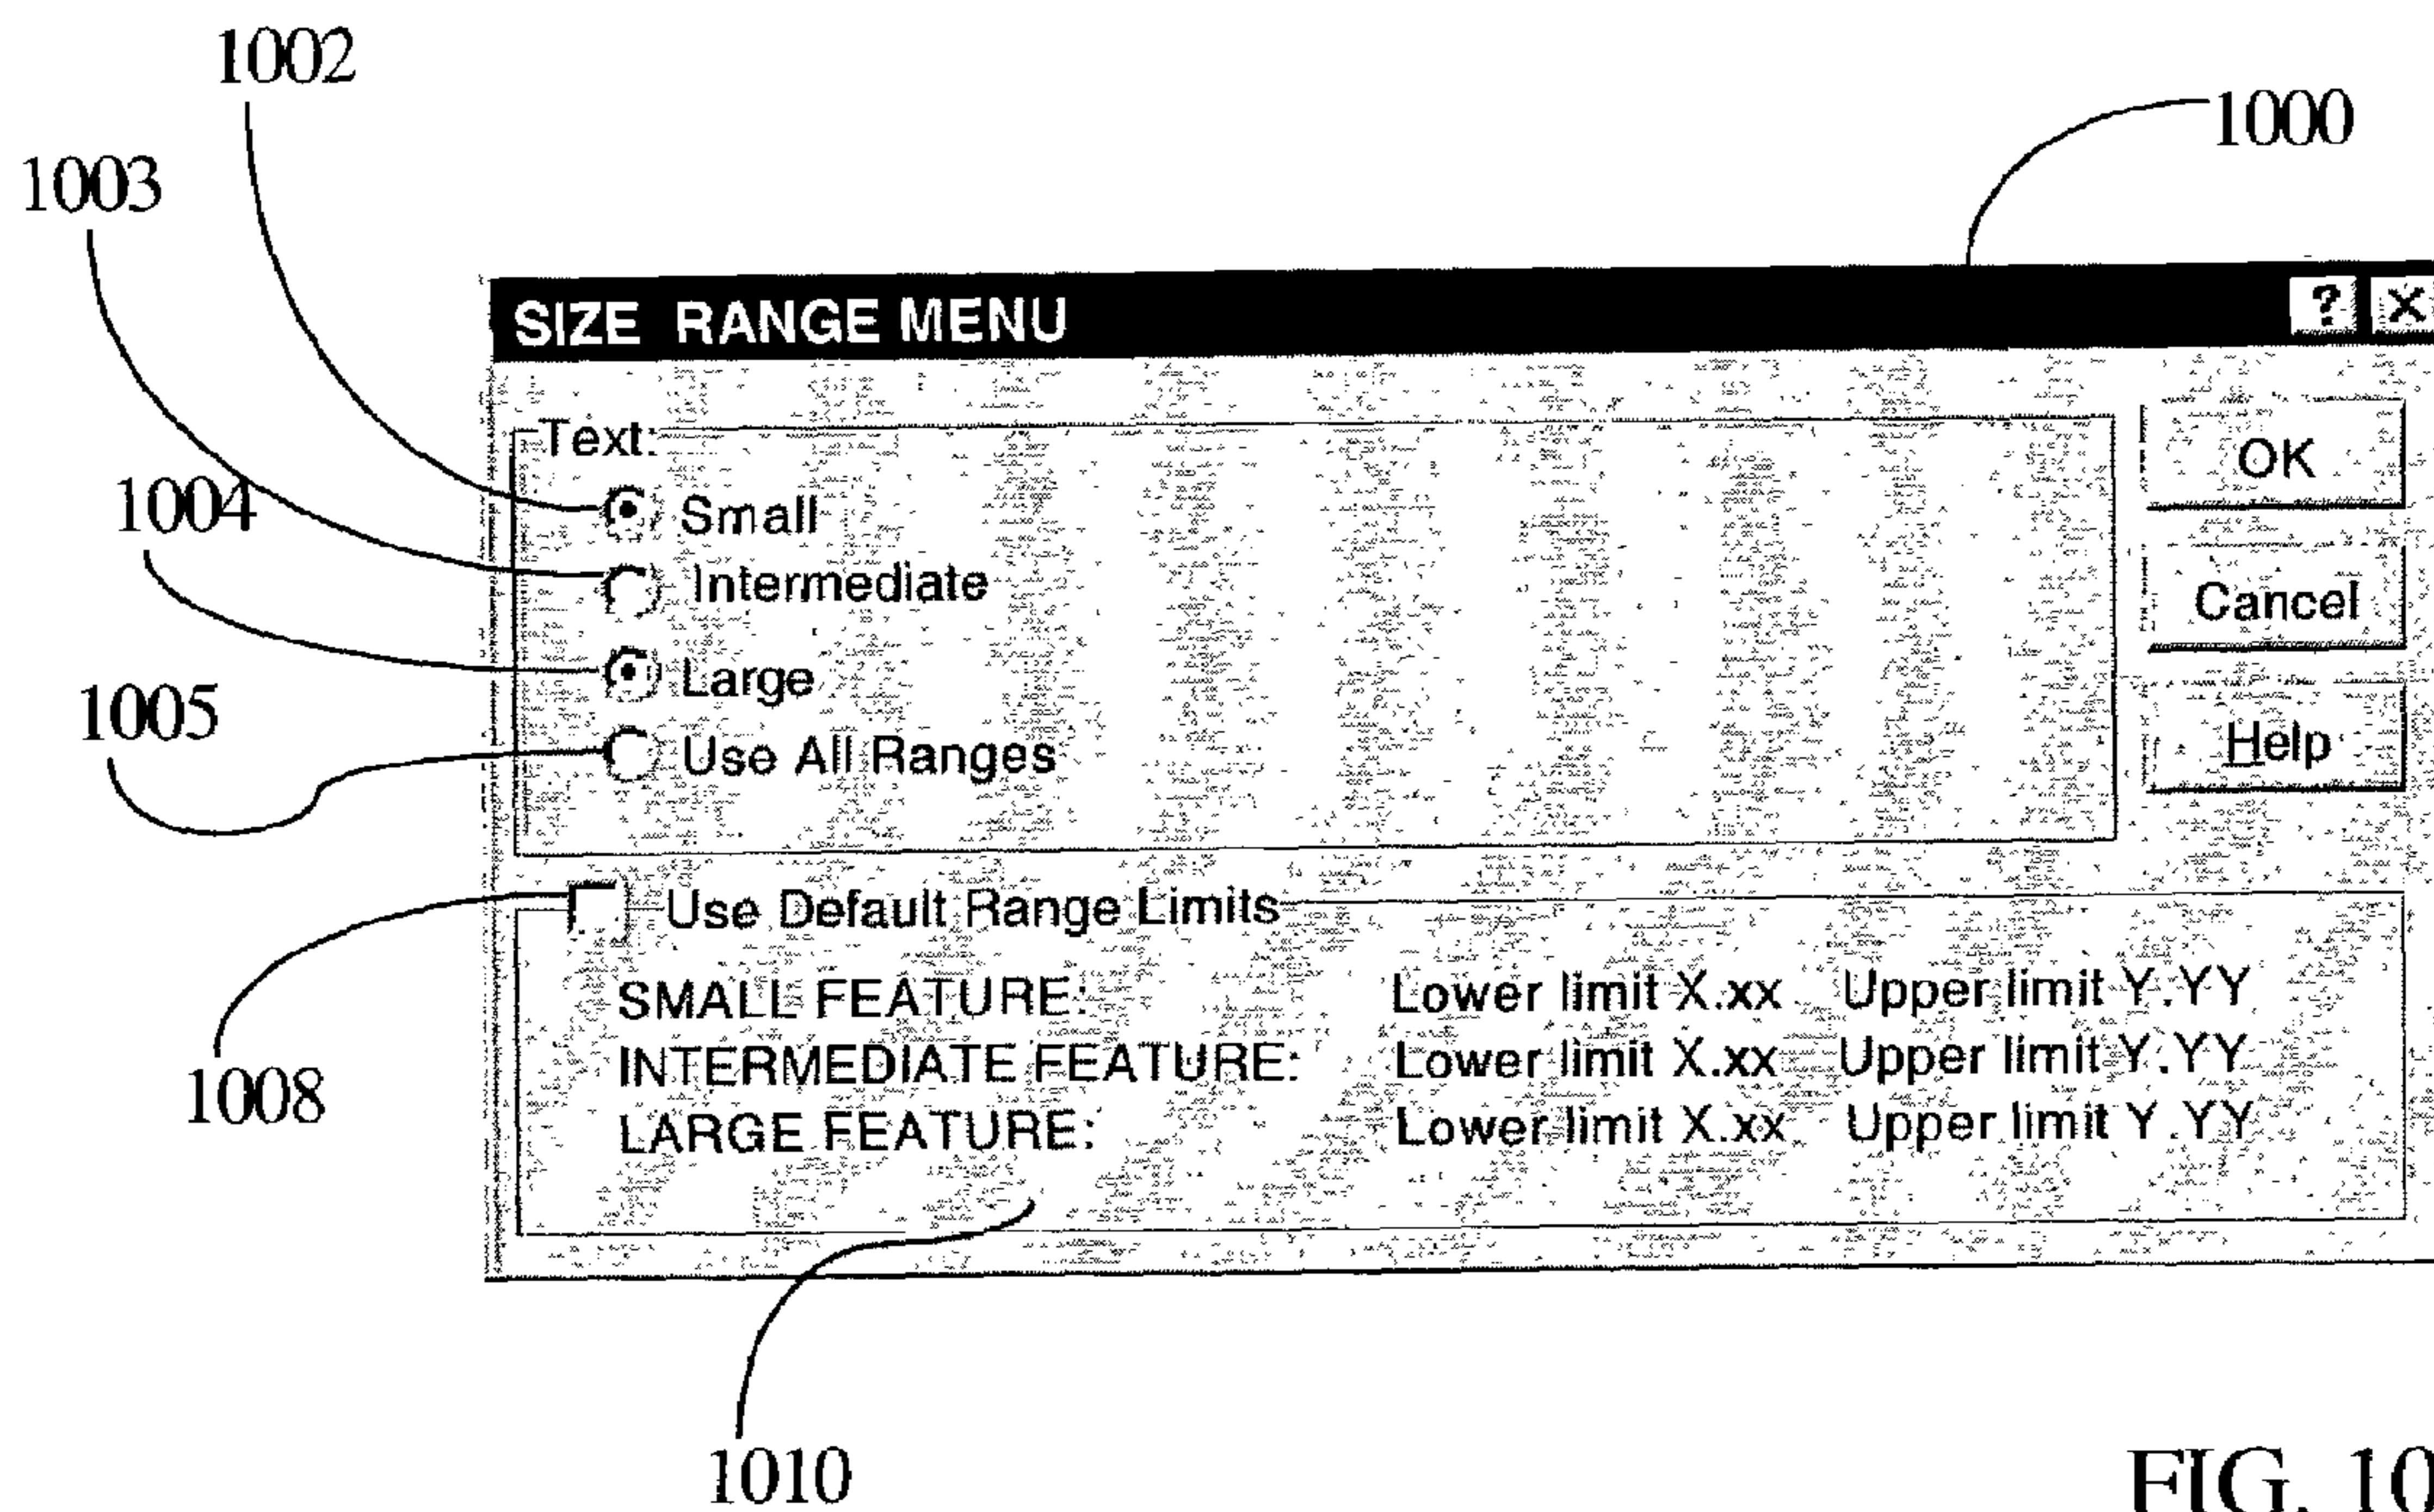 1002
1000
1003
SIZE RANGE MENU ? X
Text:
OK
Small
1004
Intermediate
Cancel
Large
1005
Help
Use All Ranges
Use Default Range Limits
SMALL FEATURE: Lower limit X.xx Upper limit Y.YY
INTERMEDIATE FEATURE: Lower limit X.xx Upper limit Y.YY
1008
LARGE FEATURE: Lower limit X.xx Upper limit Y.YY
1010
FIG. 10